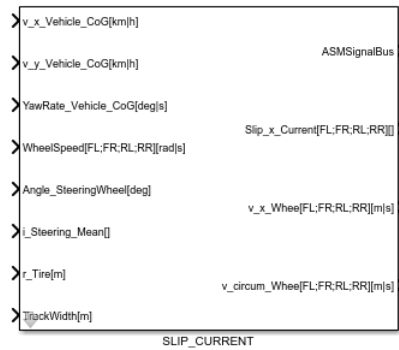 v_x_Vehicle_CoG[km|h]
ASMSignalBus
v_y_Vehicle_CoG[km|h]
YawRate_Vehicle_CoG[deg|s]
Slip_x_Current[FL;FR;RL;RR][]
WheelSpeed[FL;FR;RL;RR][rad|s]
Angle_SteeringWheel[deg]
v_x_Whee[FL;FR;RL;RR][m|s]
i_Steering_Mean[]
r_Tire[m]
v_circum_Whee[FL;FR;RL;RR][m|s]
TrackWidth[m]
SLIP_CURRENT